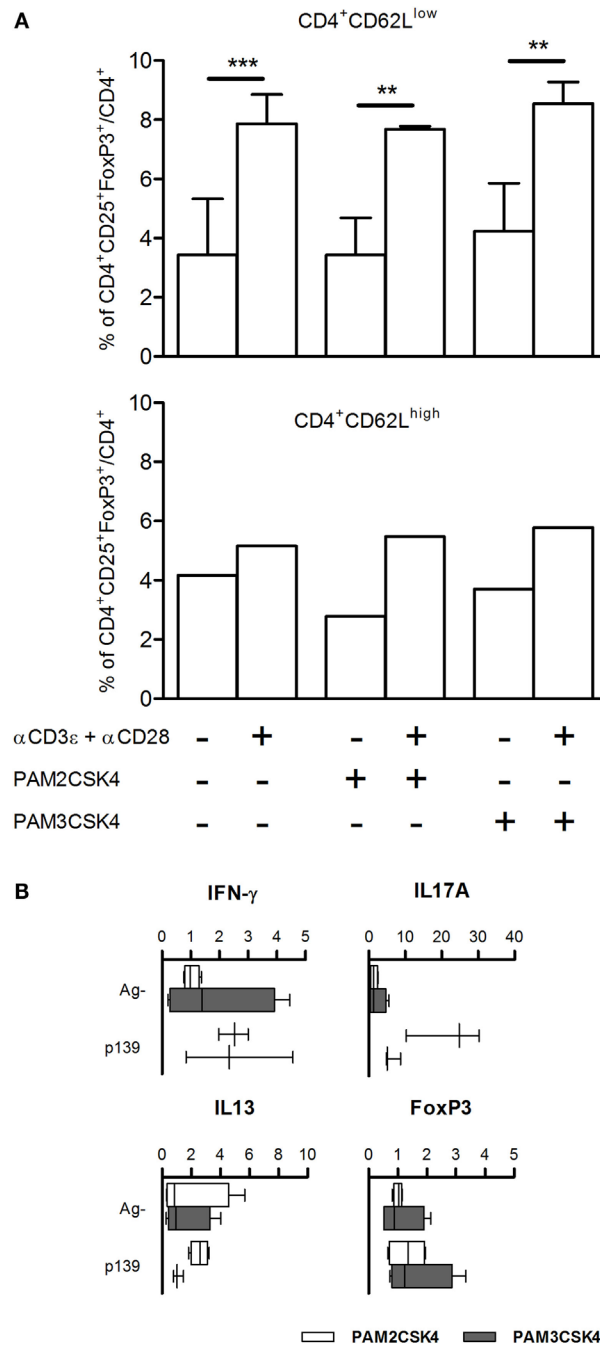 A
CD4+CD62Llow
% of CD4+CD25+FoxP3+/CD4+
10
8
6
4
2
0
***
**
**
CD4+CD62Lhigh
% of CD4+CD25+FoxP3+/CD4+
10
8
6
4
2
0
αCD3ε + αCD28 - + - + - +
PAM2CSK4 - - + + - -
PAM3CSK4 - - - - + +
B
IFN-γ
0 1 2 3 4 5
IL17A
0 10 20 30 40
Ag-
p139
IL13
0 2 4 6 8 10
FoxP3
0 1 2 3 4 5
Ag-
p139
PAM2CSK4 PAM3CSK4